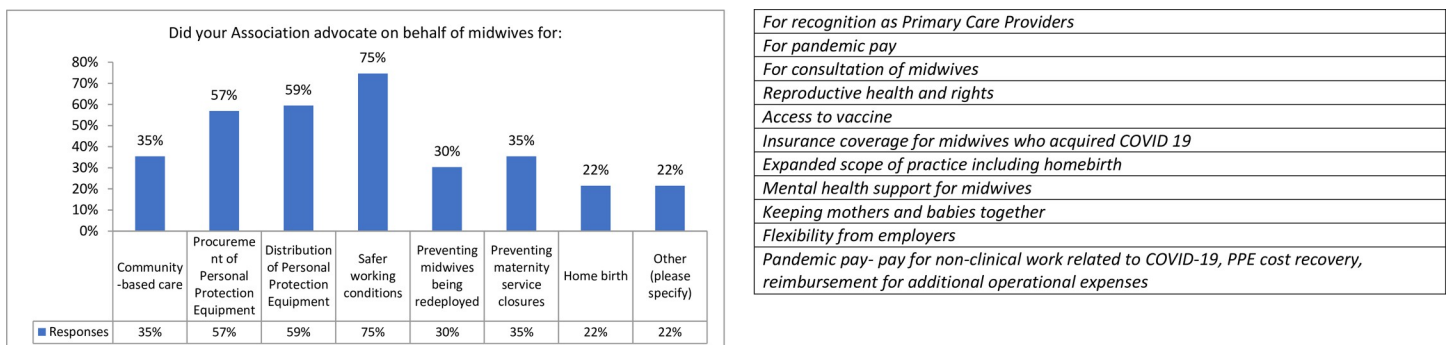 Did your Association advocate on behalf of midwives for:
80%
70%
60%
50%
40%
30%
20%
10%
0%
35%
57%
59%
75%
30%
35%
22%
22%
Community
-based care
Procureme
nt of
Personal
Protection
Equipment
Distribution
of Personal
Protection
Equipment
Safer
working
conditions
Preventing
midwives
being
redeployed
Preventing
maternity
service
closures
Home birth
Other
(please
specify)
Responses 35% 57% 59% 75% 30% 35% 22% 22%
For recognition as Primary Care Providers
For pandemic pay
For consultation of midwives
Reproductive health and rights
Access to vaccine
Insurance coverage for midwives who acquired COVID 19
Expanded scope of practice including homebirth
Mental health support for midwives
Keeping mothers and babies together
Flexibility from employers
Pandemic pay- pay for non-clinical work related to COVID-19, PPE cost recovery,
reimbursement for additional operational expenses